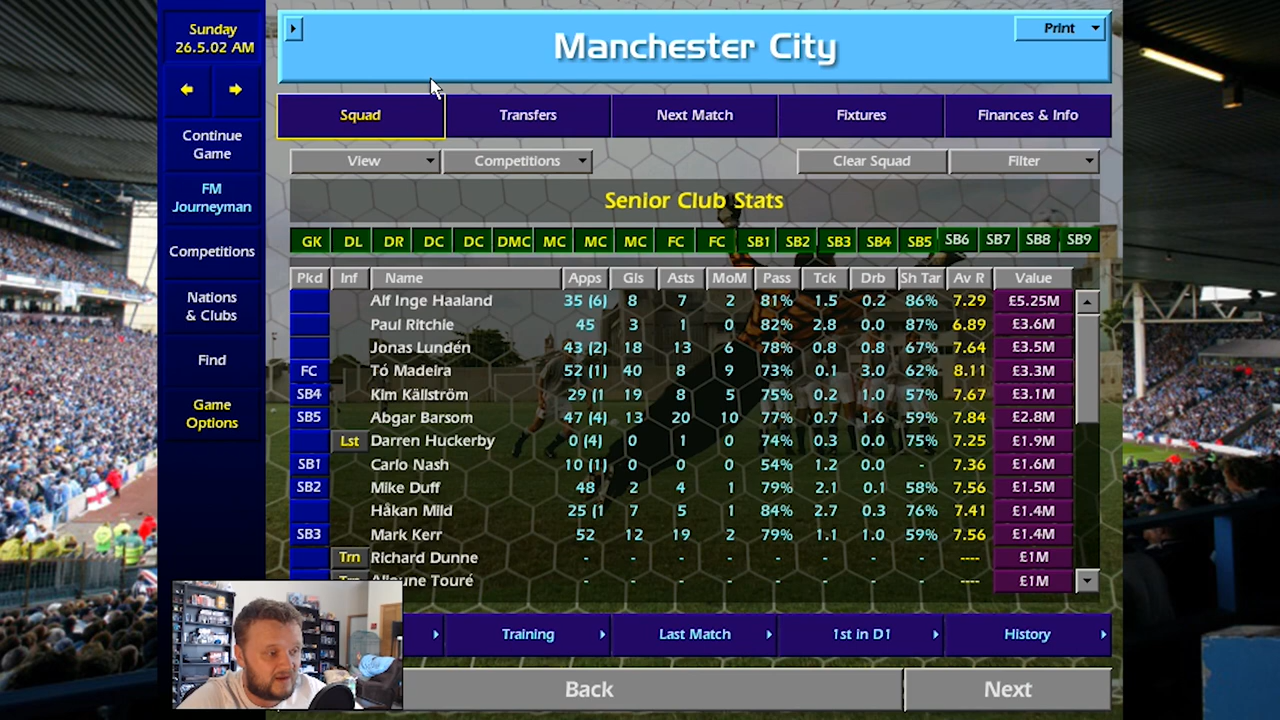 Sunday
26.5.02 AM
Manchester City
Print
Continue
Game
FM
Journeyman
Competitions
Nations
& Clubs
Find
Game
Options
Squad Transfers Next Match Fixtures Finances & Info
View Competitions Clear Squad Filter
Senior Club Stats
GK DL DR DC DC DMC MC MC MC FC FC SB1 SB2 SB3 SB4 SB5 SB6 SB7 SB8 SB9
Pkd Inf Name Apps Gls Asts MoM Pass Tck Drb Sh Tar Av R Value
Alf Inge Haaland 35 (6) 8 7 2 81% 1.5 0.2 86% 7.29 £5.25M
Paul Ritchie 45 3 1 0 82% 2.8 0.0 87% 6.89 £3.6M
Jonas Lundén 43 (2) 18 13 6 78% 0.8 0.8 67% 7.64 £3.5M
FC Tó Madeira 52 (1) 40 8 9 73% 0.1 3.0 62% 8.11 £3.3M
SB4 Kim Källström 29 (1 19 8 5 75% 0.2 1.0 57% 7.67 £3.1M
SB5 Abgar Barsom 47 (4) 13 20 10 77% 0.7 1.6 59% 7.84 £2.8M
Lst Darren Huckerby 0 (4) 0 1 0 74% 0.3 0.0 75% 7.25 £1.9M
SB1 Carlo Nash 10 (1) 0 0 0 54% 1.2 0.0 - 7.36 £1.6M
SB2 Mike Duff 48 2 4 1 79% 2.1 0.1 58% 7.56 £1.5M
Håkan Mild 25 (1 7 5 1 84% 2.7 0.3 76% 7.41 £1.4M
SB3 Mark Kerr 52 12 19 2 79% 1.1 1.0 59% 7.56 £1.4M
Trn Richard Dunne - - - - - - - - ---- £1M
Trn Alioune Touré - - - - - - - - ---- £1M
Training Last Match 1st in D1 History
Back Next